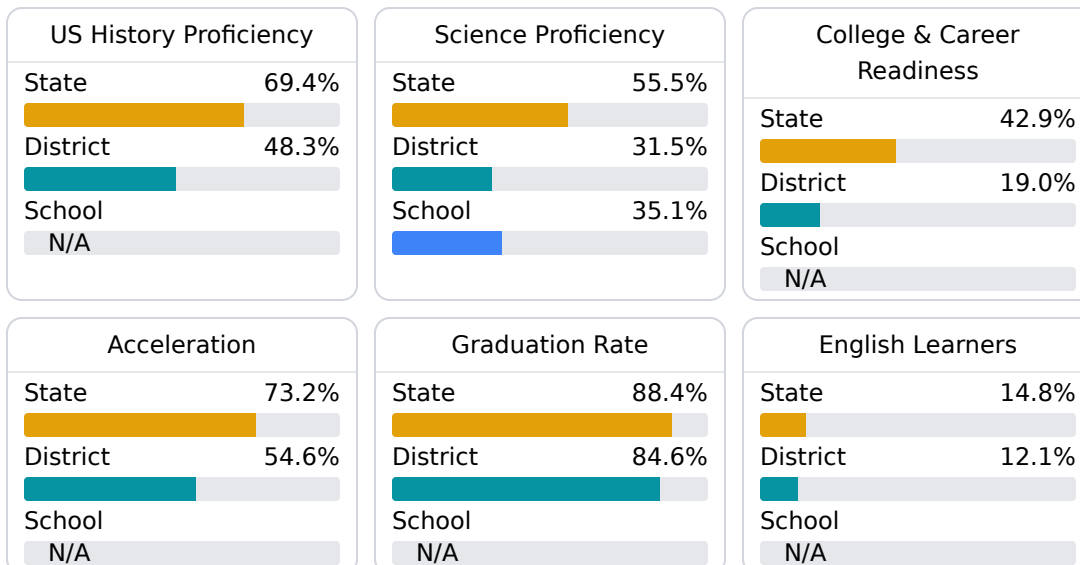 US History Proficiency
State 69.4%
District 48.3%
School
N/A
Science Proficiency
State 55.5%
District 31.5%
School 35.1%
College & Career
Readiness
State 42.9%
District 19.0%
School
N/A
Acceleration
State 73.2%
District 54.6%
School
N/A
Graduation Rate
State 88.4%
District 84.6%
School
N/A
English Learners
State 14.8%
District 12.1%
School
N/A